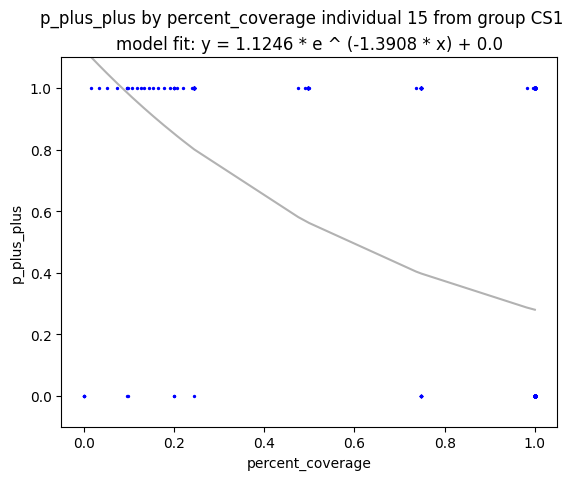 p_plus_plus by percent_coverage individual 15 from group CS1
model fit: y = 1.1246 * e ^ (-1.3908 * x) + 0.0
1.0
0.8
0.6
0.4
0.2
0.0
p_plus_plus
0.0 0.2 0.4 0.6 0.8 1.0
percent_coverage